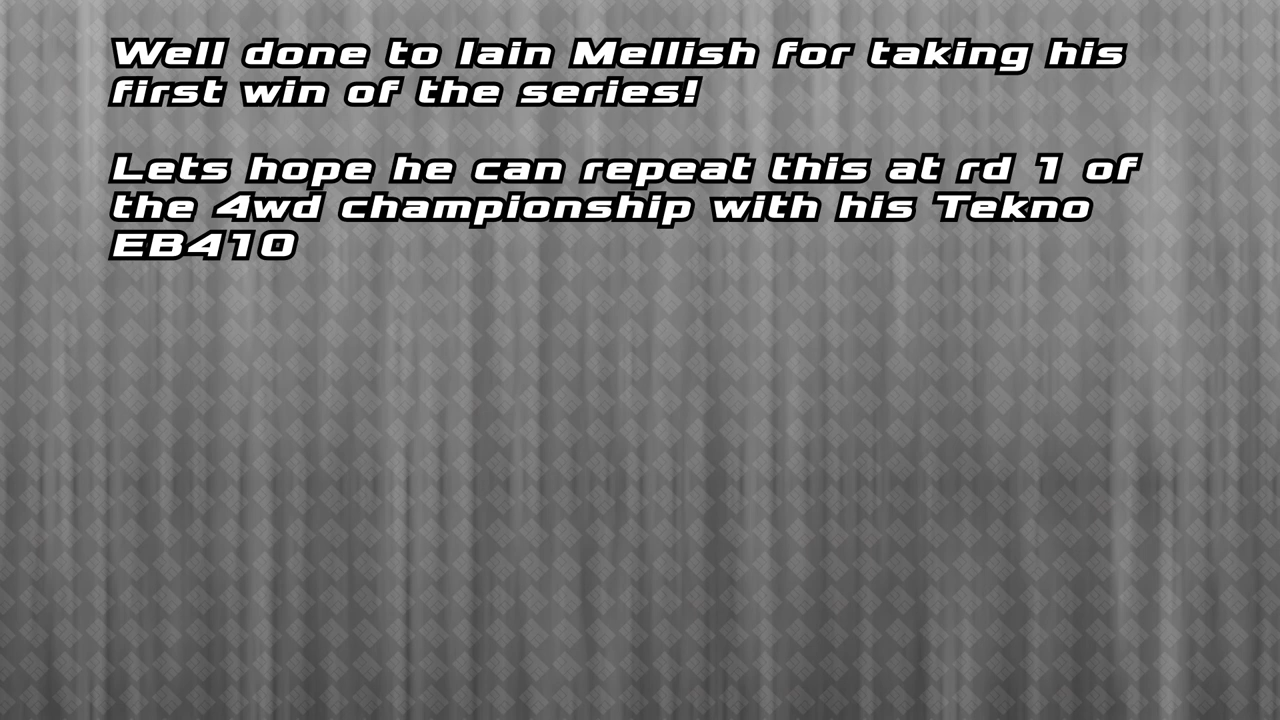 Well done to Iain Mellish for taking his
first win of the series!
Lets hope he can repeat this at rd 1 of
the 4wd championship with his Tekno
EB410